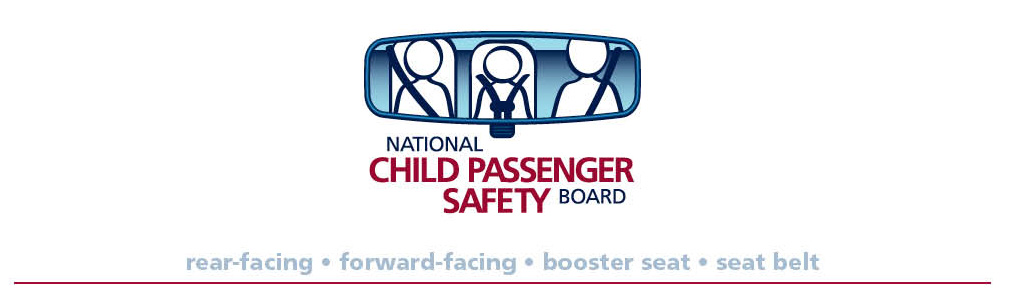 NATIONAL
CHILD PASSENGER
SAFETY BOARD
rear-facing • forward-facing • booster seat • seat belt